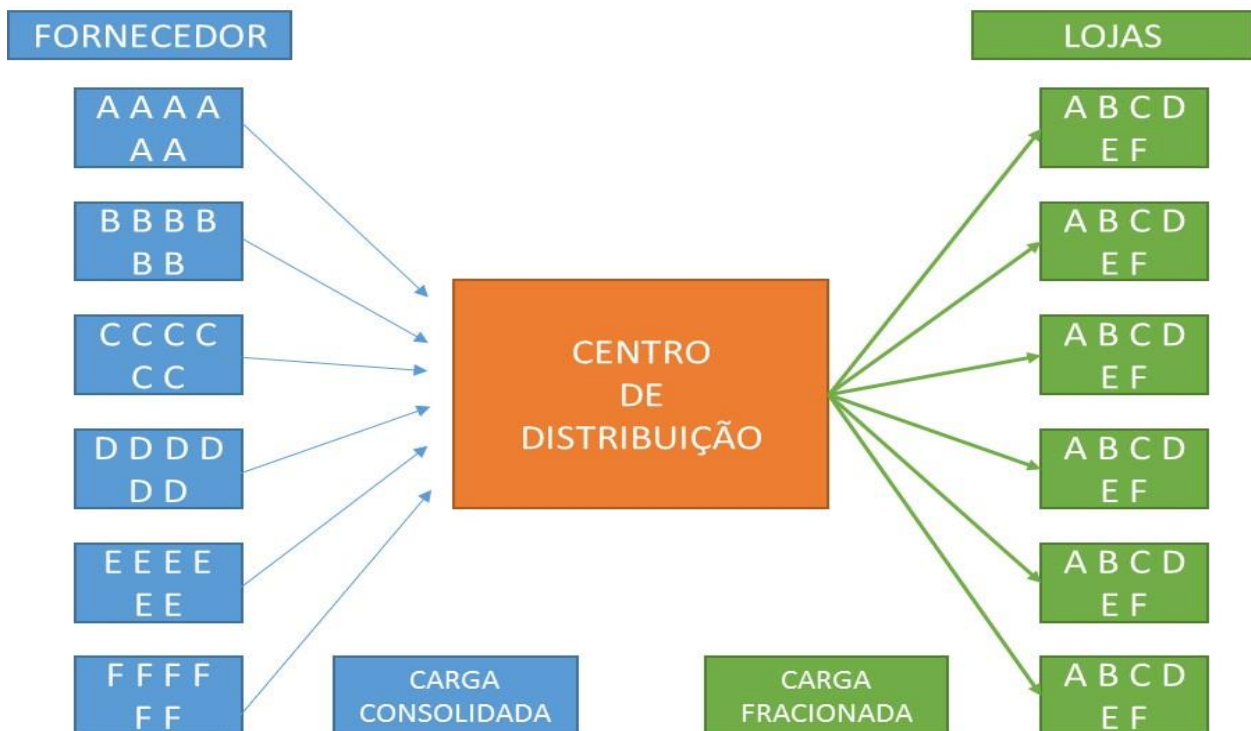 FORNECEDOR
A A A A
A A
B B B B
B B
C C C C
C C
D D D D
D D
E E E E
E E
F F F F
F F
CARGA
CONSOLIDADA
CENTRO
DE
DISTRIBUIÇÃO
CARGA
FRACIONADA
LOJAS
A B C D
E F
A B C D
E F
A B C D
E F
A B C D
E F
A B C D
E F
A B C D
E F